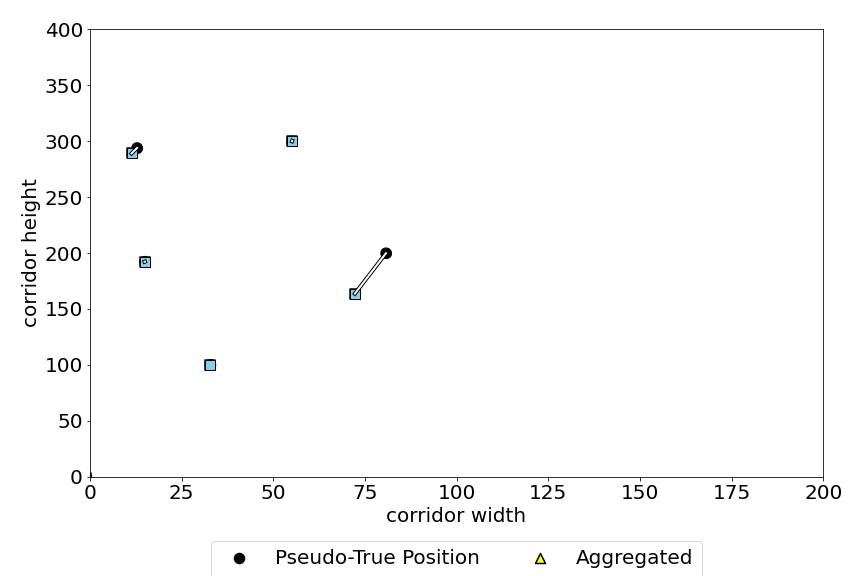 400
350
300
250
200
150
100
50
0
corridor height
0 25 50 75 100 125 150 175 200
corridor width
Pseudo-True Position Aggregated